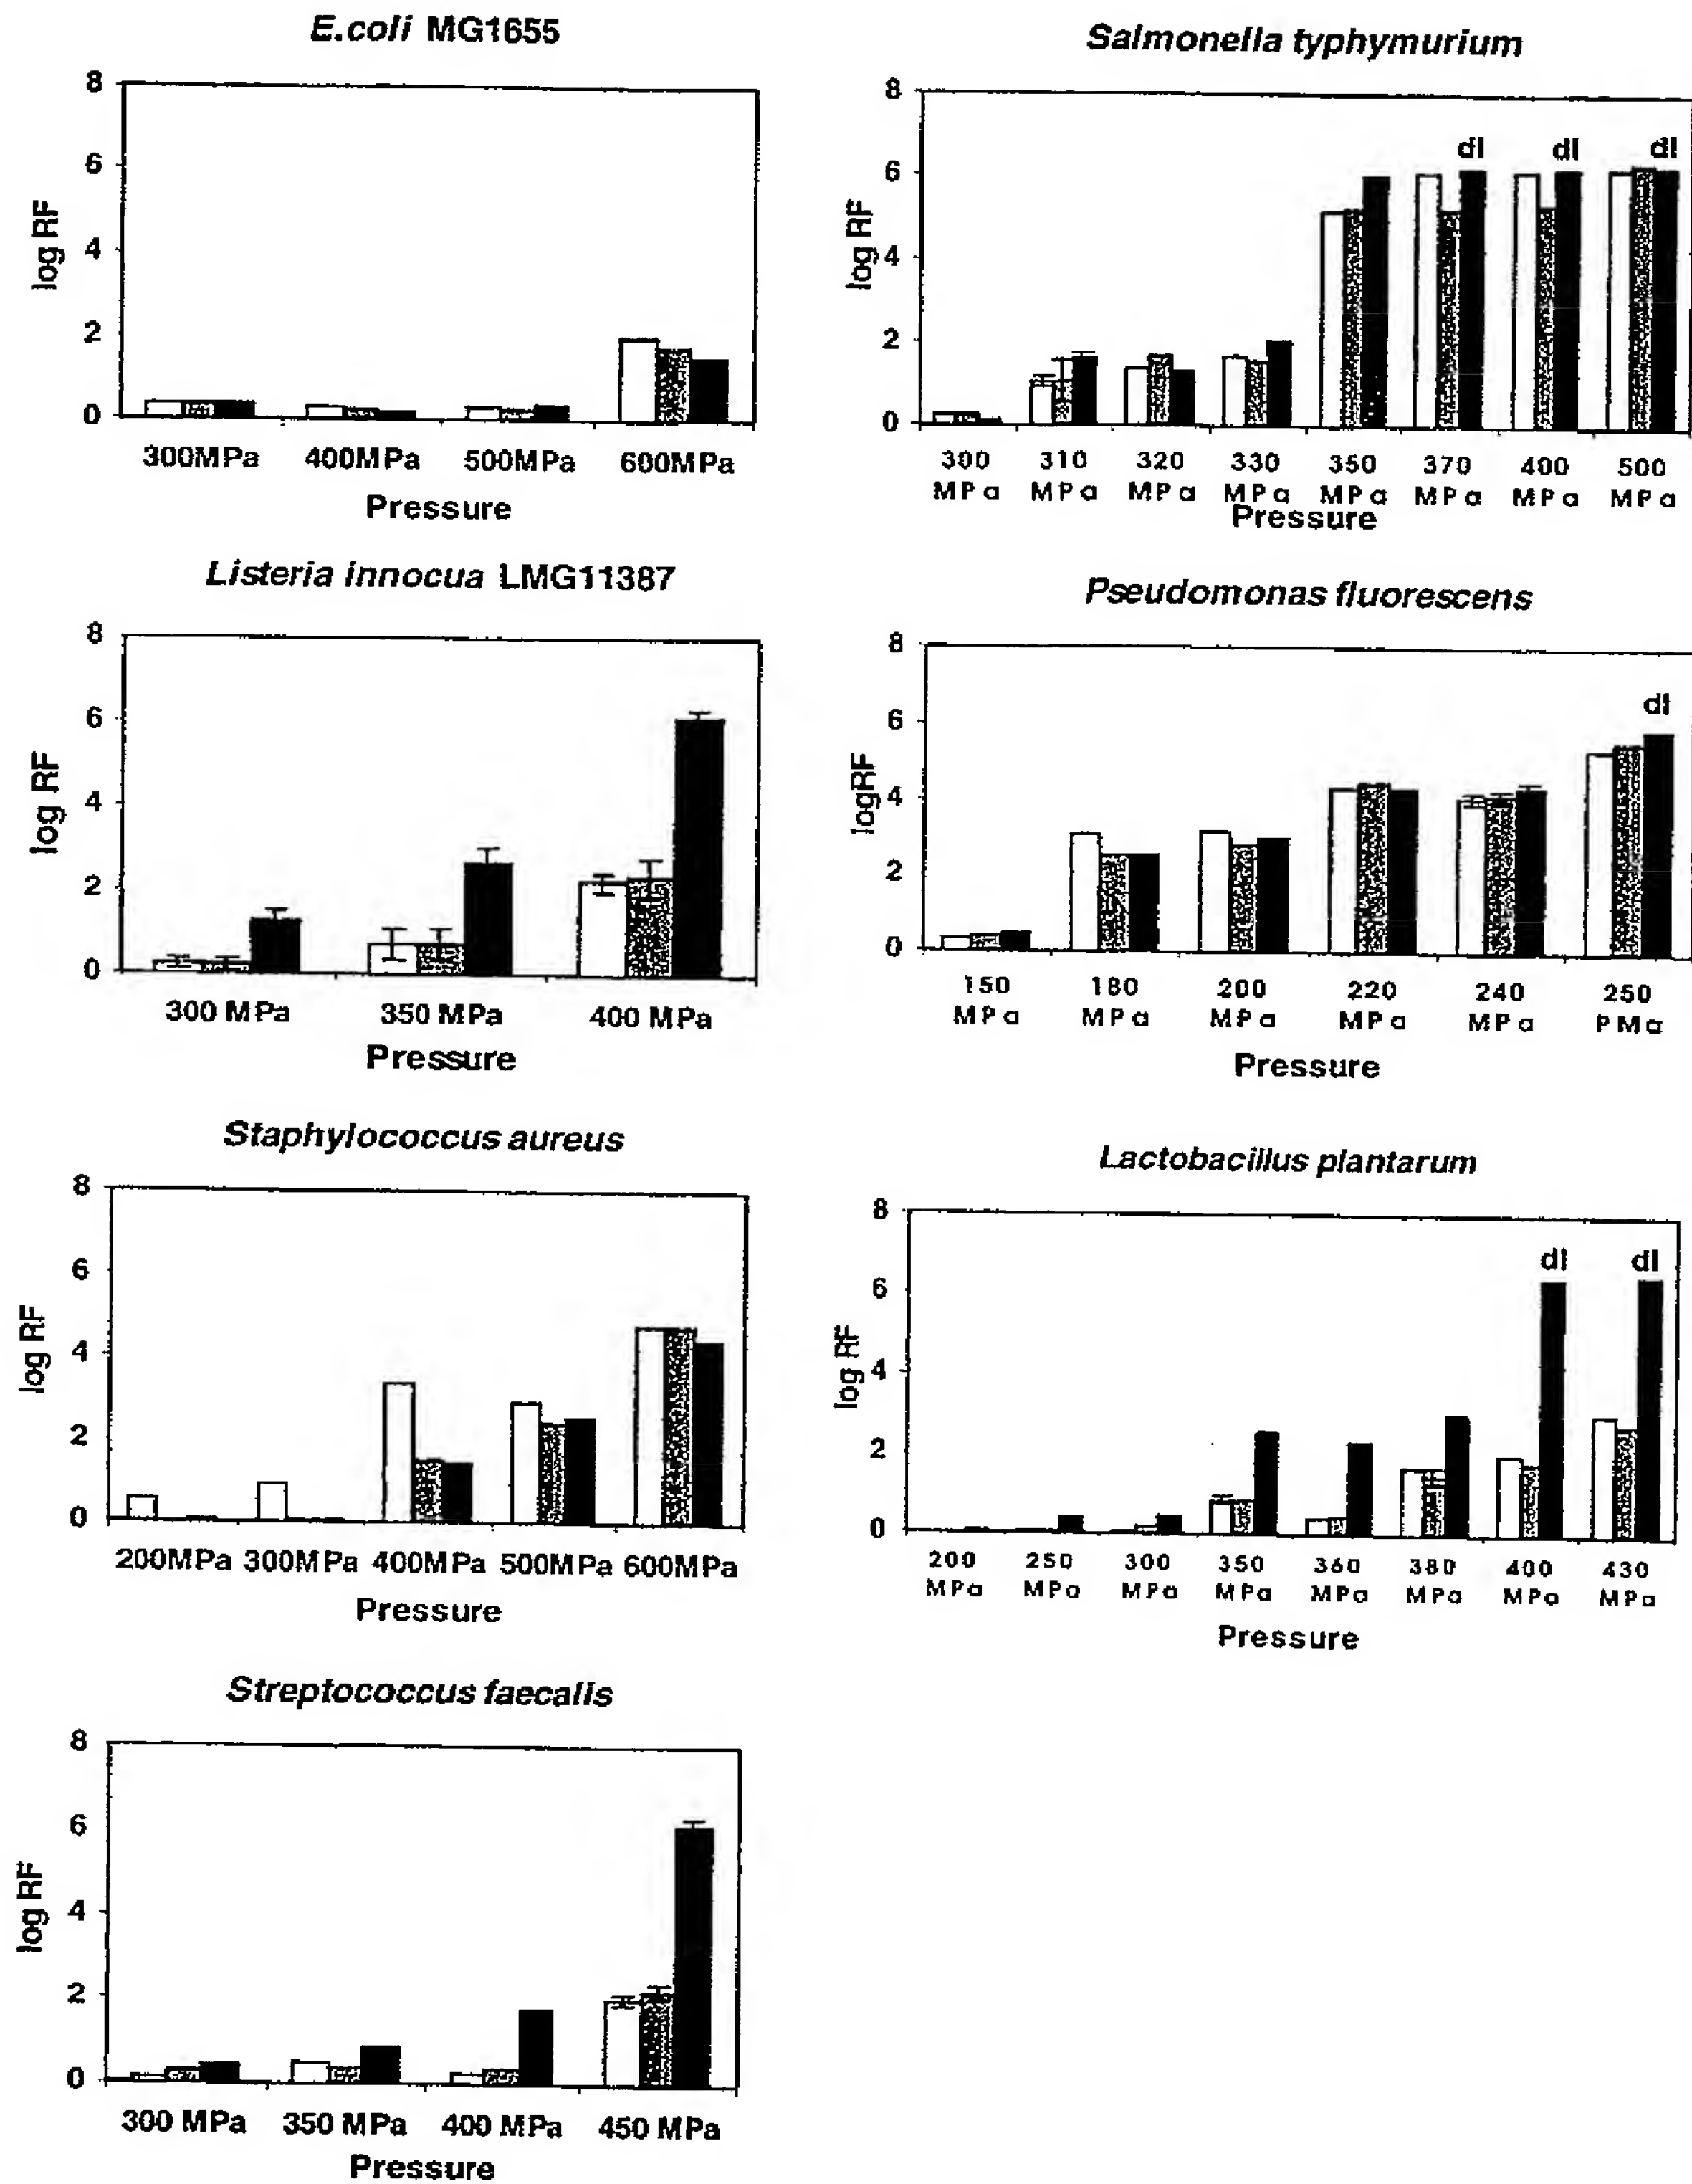 E.coli MG1655
8
6
4
2
0
log RF
300MPa 400MPa 500MPa 600MPa
Pressure
Salmonella typhymurium
8
6
4
2
0
log RF
dl dl dl
300 310 320 330 350 370 400 500
MPa MPa MPa MPa MPa MPa MPa MPa
Pressure
Listeria innocua LMG11387
8
6
4
2
0
log RF
300 MPa 350 MPa 400 MPa
Pressure
Pseudomonas fluorescens
8
6
4
2
0
logRF
dl
150 180 200 220 240 250
MPa MPa MPa MPa MPa PMa
Pressure
Staphylococcus aureus
8
6
4
2
0
log RF
200MPa 300MPa 400MPa 500MPa 600MPa
Pressure
Lactobacillus plantarum
8
6
4
2
0
log RF
dl dl
200 250 300 350 360 380 400 430
MPa MPa MPa MPa MPa MPa MPa MPa
Pressure
Streptococcus faecalis
8
6
4
2
0
log RF
300 MPa 350 MPa 400 MPa 450 MPa
Pressure